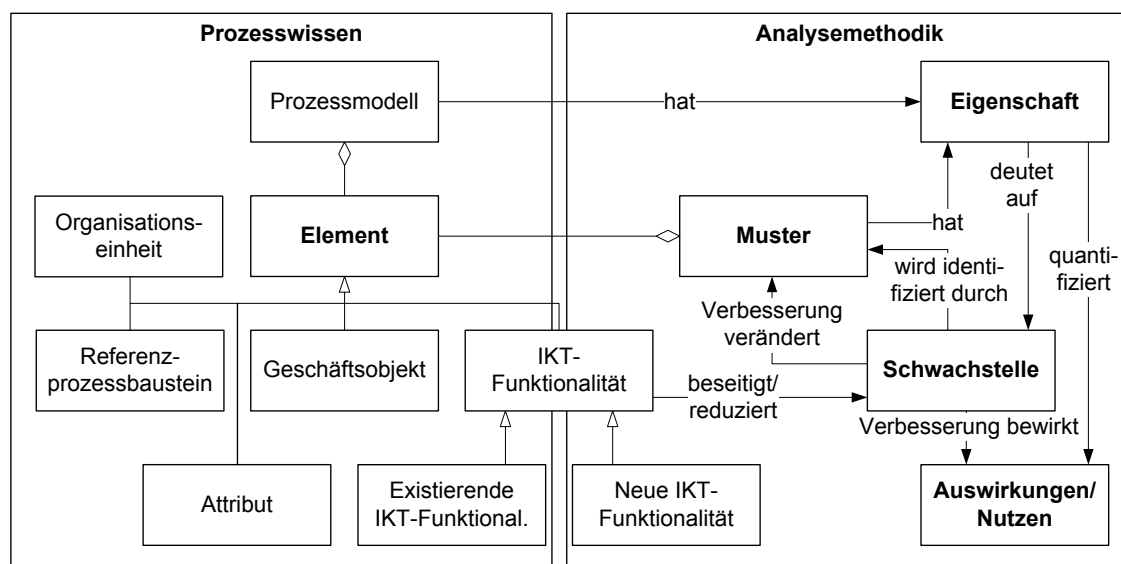 Prozesswissen
Analysemethodik
Prozessmodell
hat
Eigenschaft
deutet
auf
Organisations-
einheit
Element
Muster
hat
quanti-
fiziert
wird identi-
fiziert durch
Verbesserung
verändert
Referenz-
prozessbaustein
Geschäftsobjekt
IKT-
Funktionalität
beseitigt/
reduziert
Schwachstelle
Verbesserung bewirkt
Attribut
Existierende
IKT-Funktional.
Neue IKT-
Funktionalität
Auswirkungen/
Nutzen